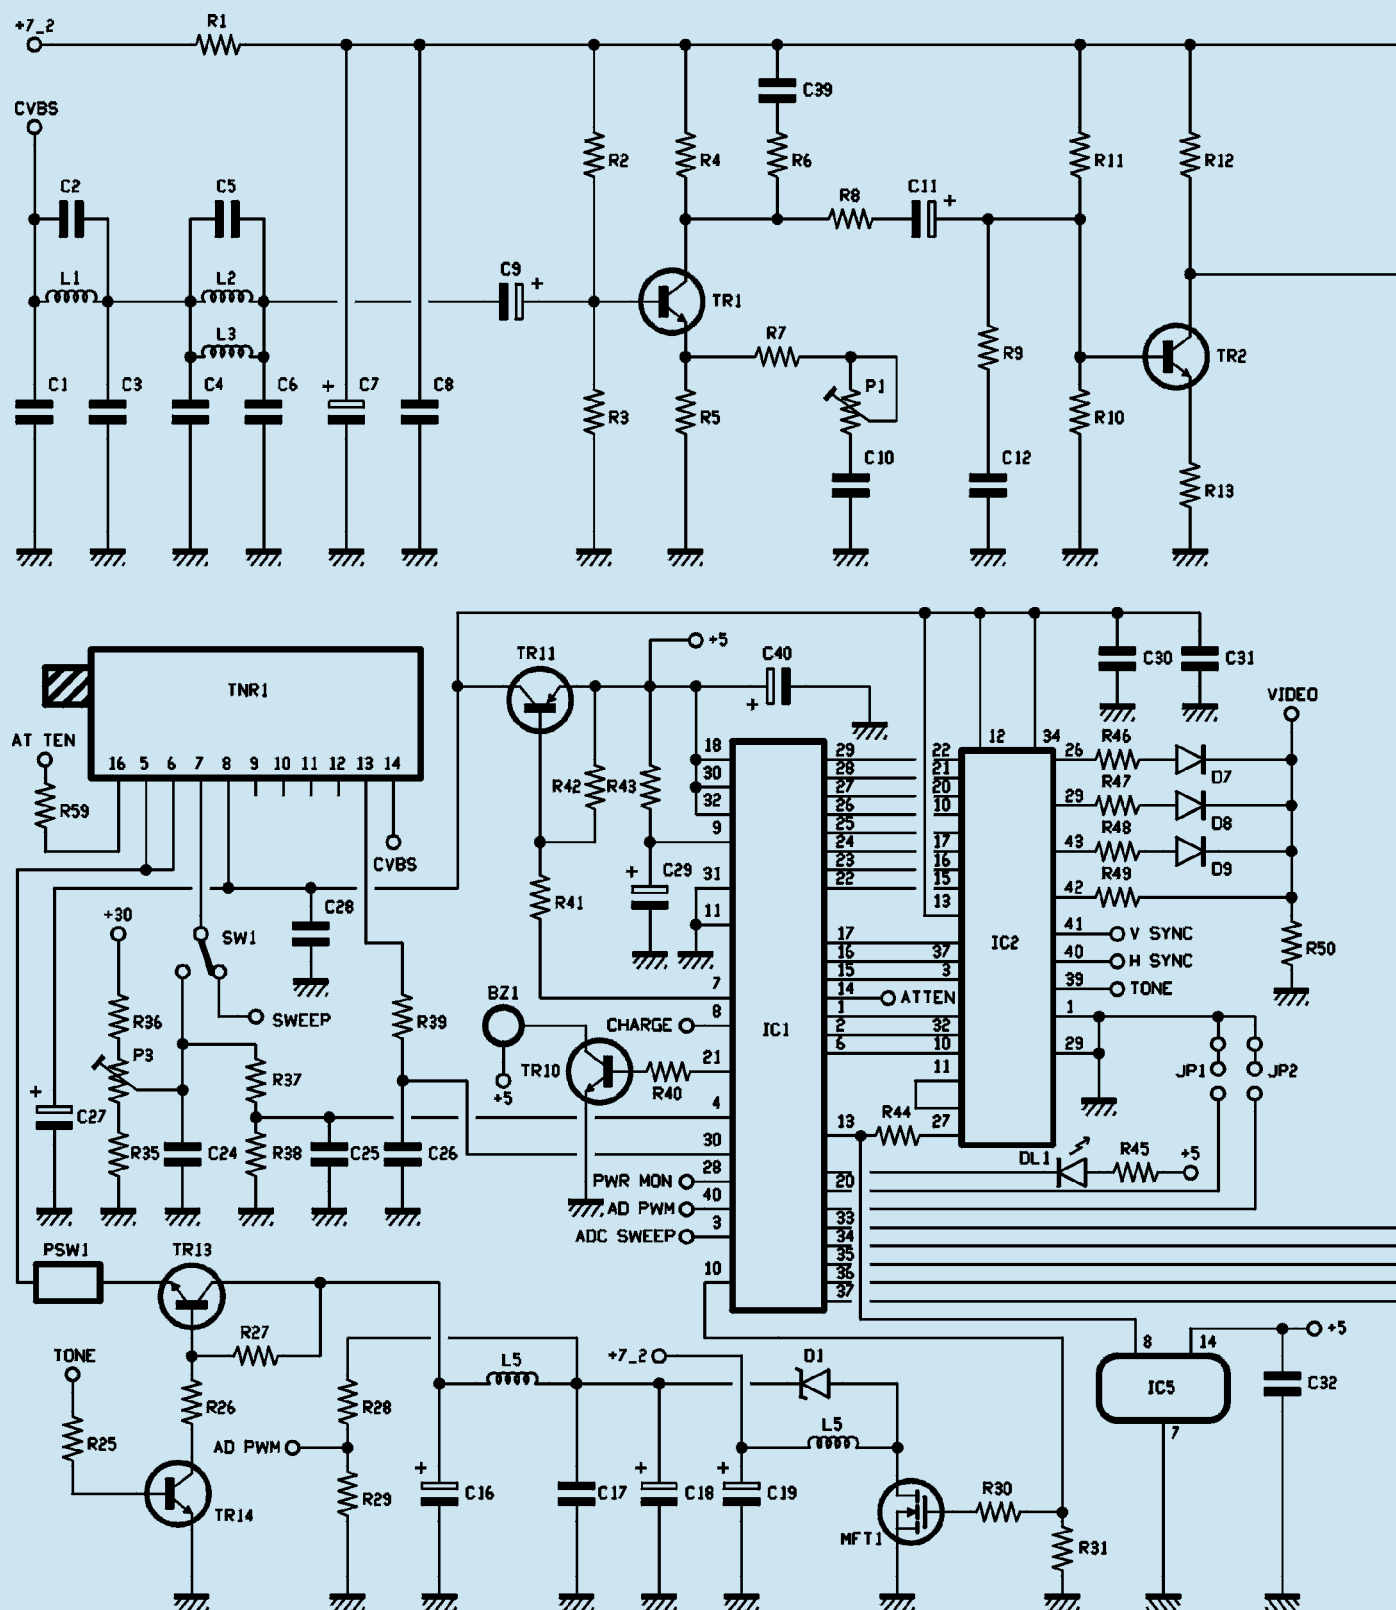 +7_2
R1
CVBS
C39
R2
R4
R6
R11
R12
C2
C5
R8
C11
+
L1
L2
C9
+
TR1
L3
R7
R9
TR2
C1
C3
C4
C6
+
C7
C8
R3
R5
P1
R10
C10
C12
R13
TNR1
TR11
+5
C40
+
C30
C31
VIDEO
AT TEN
16 5 6 7 8 9 10 11 12 13 14
R59
CVBS
R42
R43
18
30
32
9
31
11
+
C29
R41
29
28
27
26
25
24
23
22
12
34
22
21
20
10
17
16
15
13
26
R46
D7
29
R47
D8
43
R48
D9
42
R49
R50
41
V SYNC
40
H SYNC
39
TONE
IC2
17
16
37
15
3
14
ATTEN
1
2
32
6
10
11
1
29
JP1
JP2
+30
SW1
C28
SWEEP
R36
P3
R39
R37
+
C27
R35
C24
R38
C25
C26
BZ1
+5
TR10
R40
7
CHARGE
8
21
4
30
PWR MON
28
AD PWM
40
ADC SWEEP
3
10
IC1
13
R44
27
DL1
R45
+5
20
33
34
35
36
37
PSW1
TR13
R27
TONE
R26
R25
TR14
AD PWM
R28
R29
L5
+7_2
D1
L5
+
C16
C17
+
C18
+
C19
MFT1
R30
R31
8
14
IC5
7
+5
C32